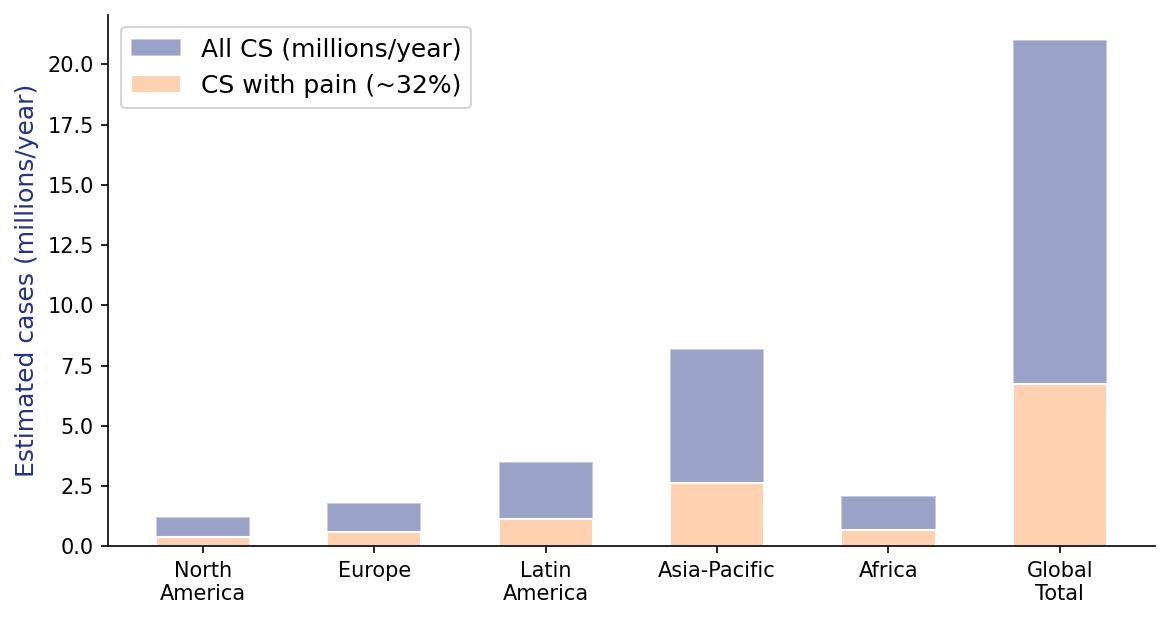 All CS (millions/year)
CS with pain (~32%)
Estimated cases (millions/year)
20.0
17.5
15.0
12.5
10.0
7.5
5.0
2.5
0.0
North
America
Europe
Latin
America
Asia-Pacific
Africa
Global
Total